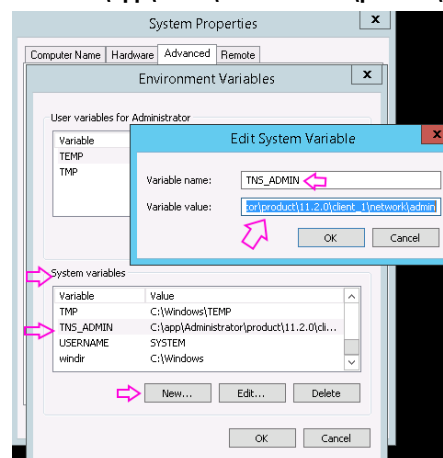 System Properties
x
Computer Name Hardware Advanced Remote
Environment Variables
x
User variables for Administrator
Variable
TEMP
TMP
Edit System Variable
x
Variable name: TNS_ADMIN
Variable value: tor\product\11.2.0\client_1\network\admin
OK Cancel
System variables
Variable Value
TMP C:\Windows\TEMP
TNS_ADMIN C:\app\Administrator\product\11.2.0\cli...
USERNAME SYSTEM
windir C:\Windows
New... Edit... Delete
OK Cancel